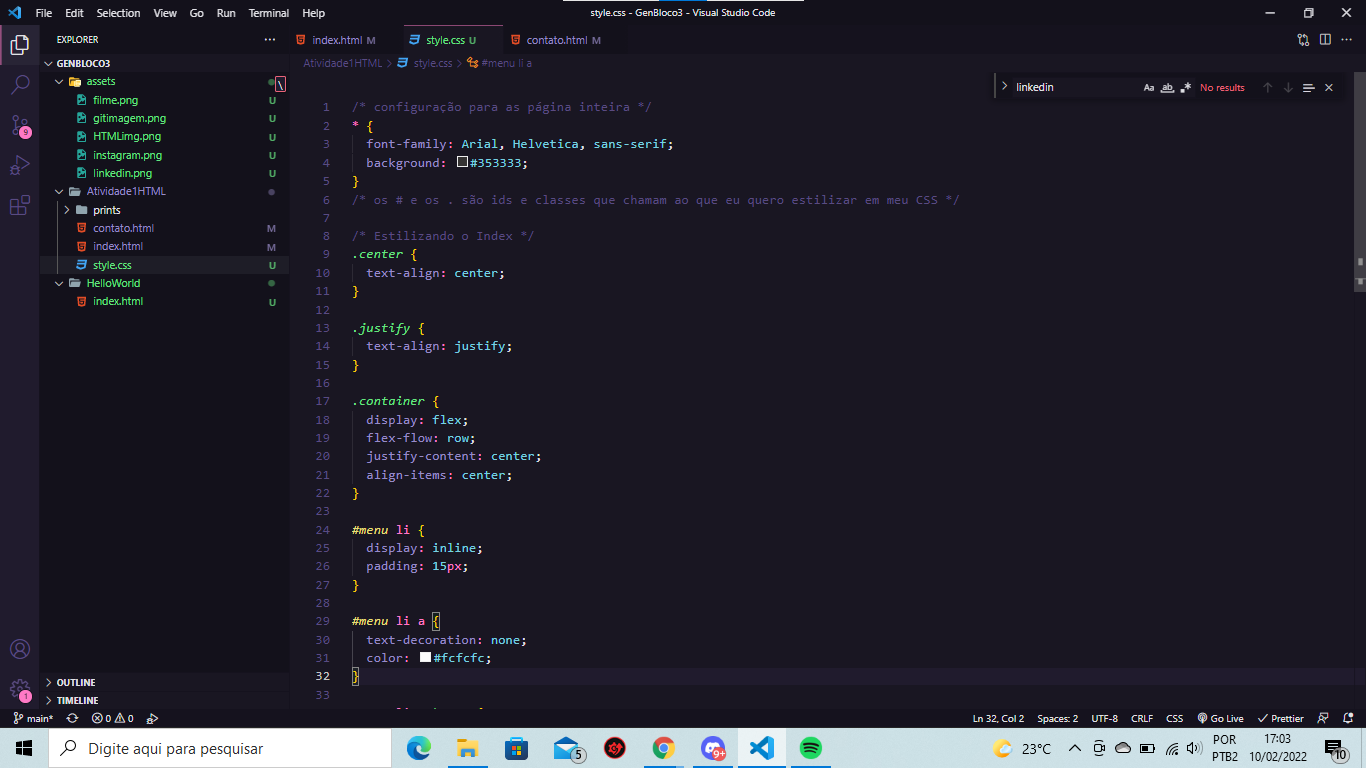 File Edit Selection View Go Run Terminal Help
style.css - GenBloco3 - Visual Studio Code
EXPLORER
index.html M
style.css U
contato.html M
GENBLOCO3
Atividade1HTML > style.css > #menu li a
assets
filme.png U
gitimagem.png U
HTMLimg.png U
instagram.png U
linkedin.png U
Atividade1HTML
prints
contato.html M
index.html M
style.css U
HelloWorld
index.html U
OUTLINE
TIMELINE
9
1
linkedin
Aa ab No results
1 /* configuração para as página inteira */
2 * {
3 font-family: Arial, Helvetica, sans-serif;
4 background: #353333;
5 }
6 /* os # e os . são ids e classes que chamam ao que eu quero estilizar em meu CSS */
7
8 /* Estilizando o Index */
9 .center {
10 text-align: center;
11 }
12
13 .justify {
14 text-align: justify;
15 }
16
17 .container {
18 display: flex;
19 flex-flow: row;
20 justify-content: center;
21 align-items: center;
22 }
23
24 #menu li {
25 display: inline;
26 padding: 15px;
27 }
28
29 #menu li a {
30 text-decoration: none;
31 color: #fcfcfc;
32 }
33
main* 0 0
Ln 32, Col 2 Spaces: 2 UTF-8 CRLF CSS Go Live Prettier
Digite aqui para pesquisar
5
9+
23°C
POR
PTB2
17:03
10/02/2022
10